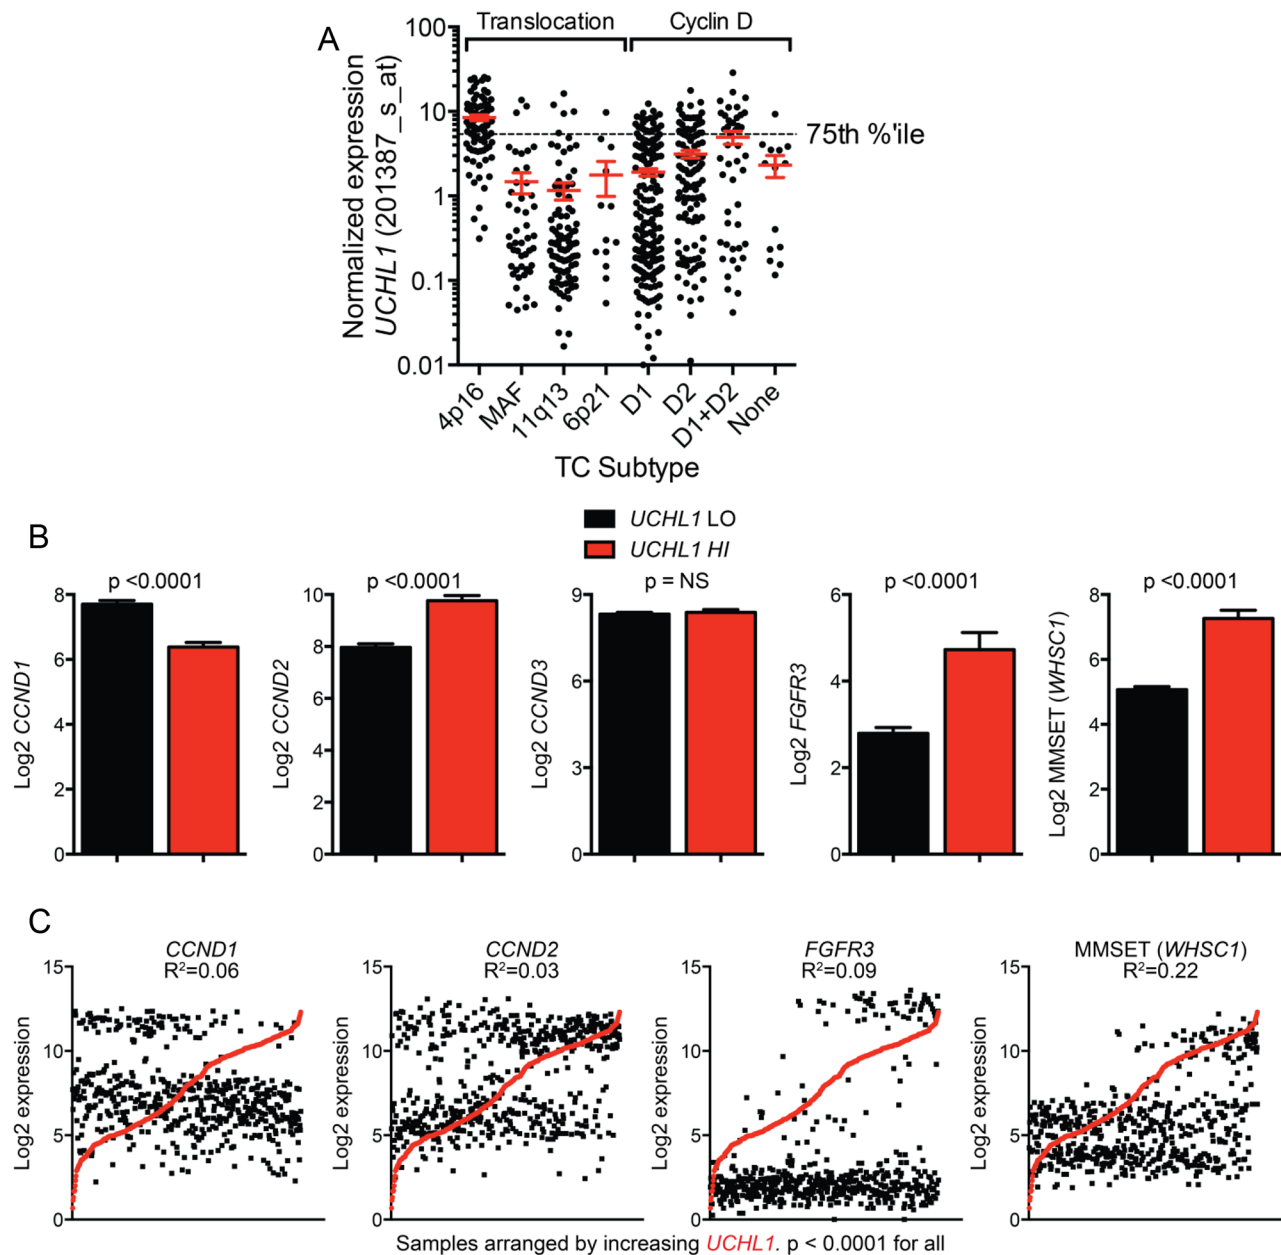 A
Translocation
Cyclin D
Normalized expression
UCHL1 (201387_s_at)
100
10
1
0.1
0.01
75th %'ile
4p16
MAF
11q13
6p21
D1
D2
D1+D2
None
TC Subtype
B
UCHL1 LO
UCHL1 HI
p <0.0001
Log2 CCND1
8
6
4
2
0
p <0.0001
Log2 CCND2
10
8
6
4
2
0
p = NS
Log2 CCND3
9
6
3
0
p <0.0001
Log2 FGFR3
6
4
2
0
p <0.0001
Log2 MMSET (WHSC1)
8
6
4
2
0
C
CCND1
R²=0.06
Log2 expression
15
10
5
0
CCND2
R²=0.03
Log2 expression
15
10
5
0
FGFR3
R²=0.09
Log2 expression
15
10
5
0
MMSET (WHSC1)
R²=0.22
Log2 expression
15
10
5
0
Samples arranged by increasing UCHL1. p < 0.0001 for all